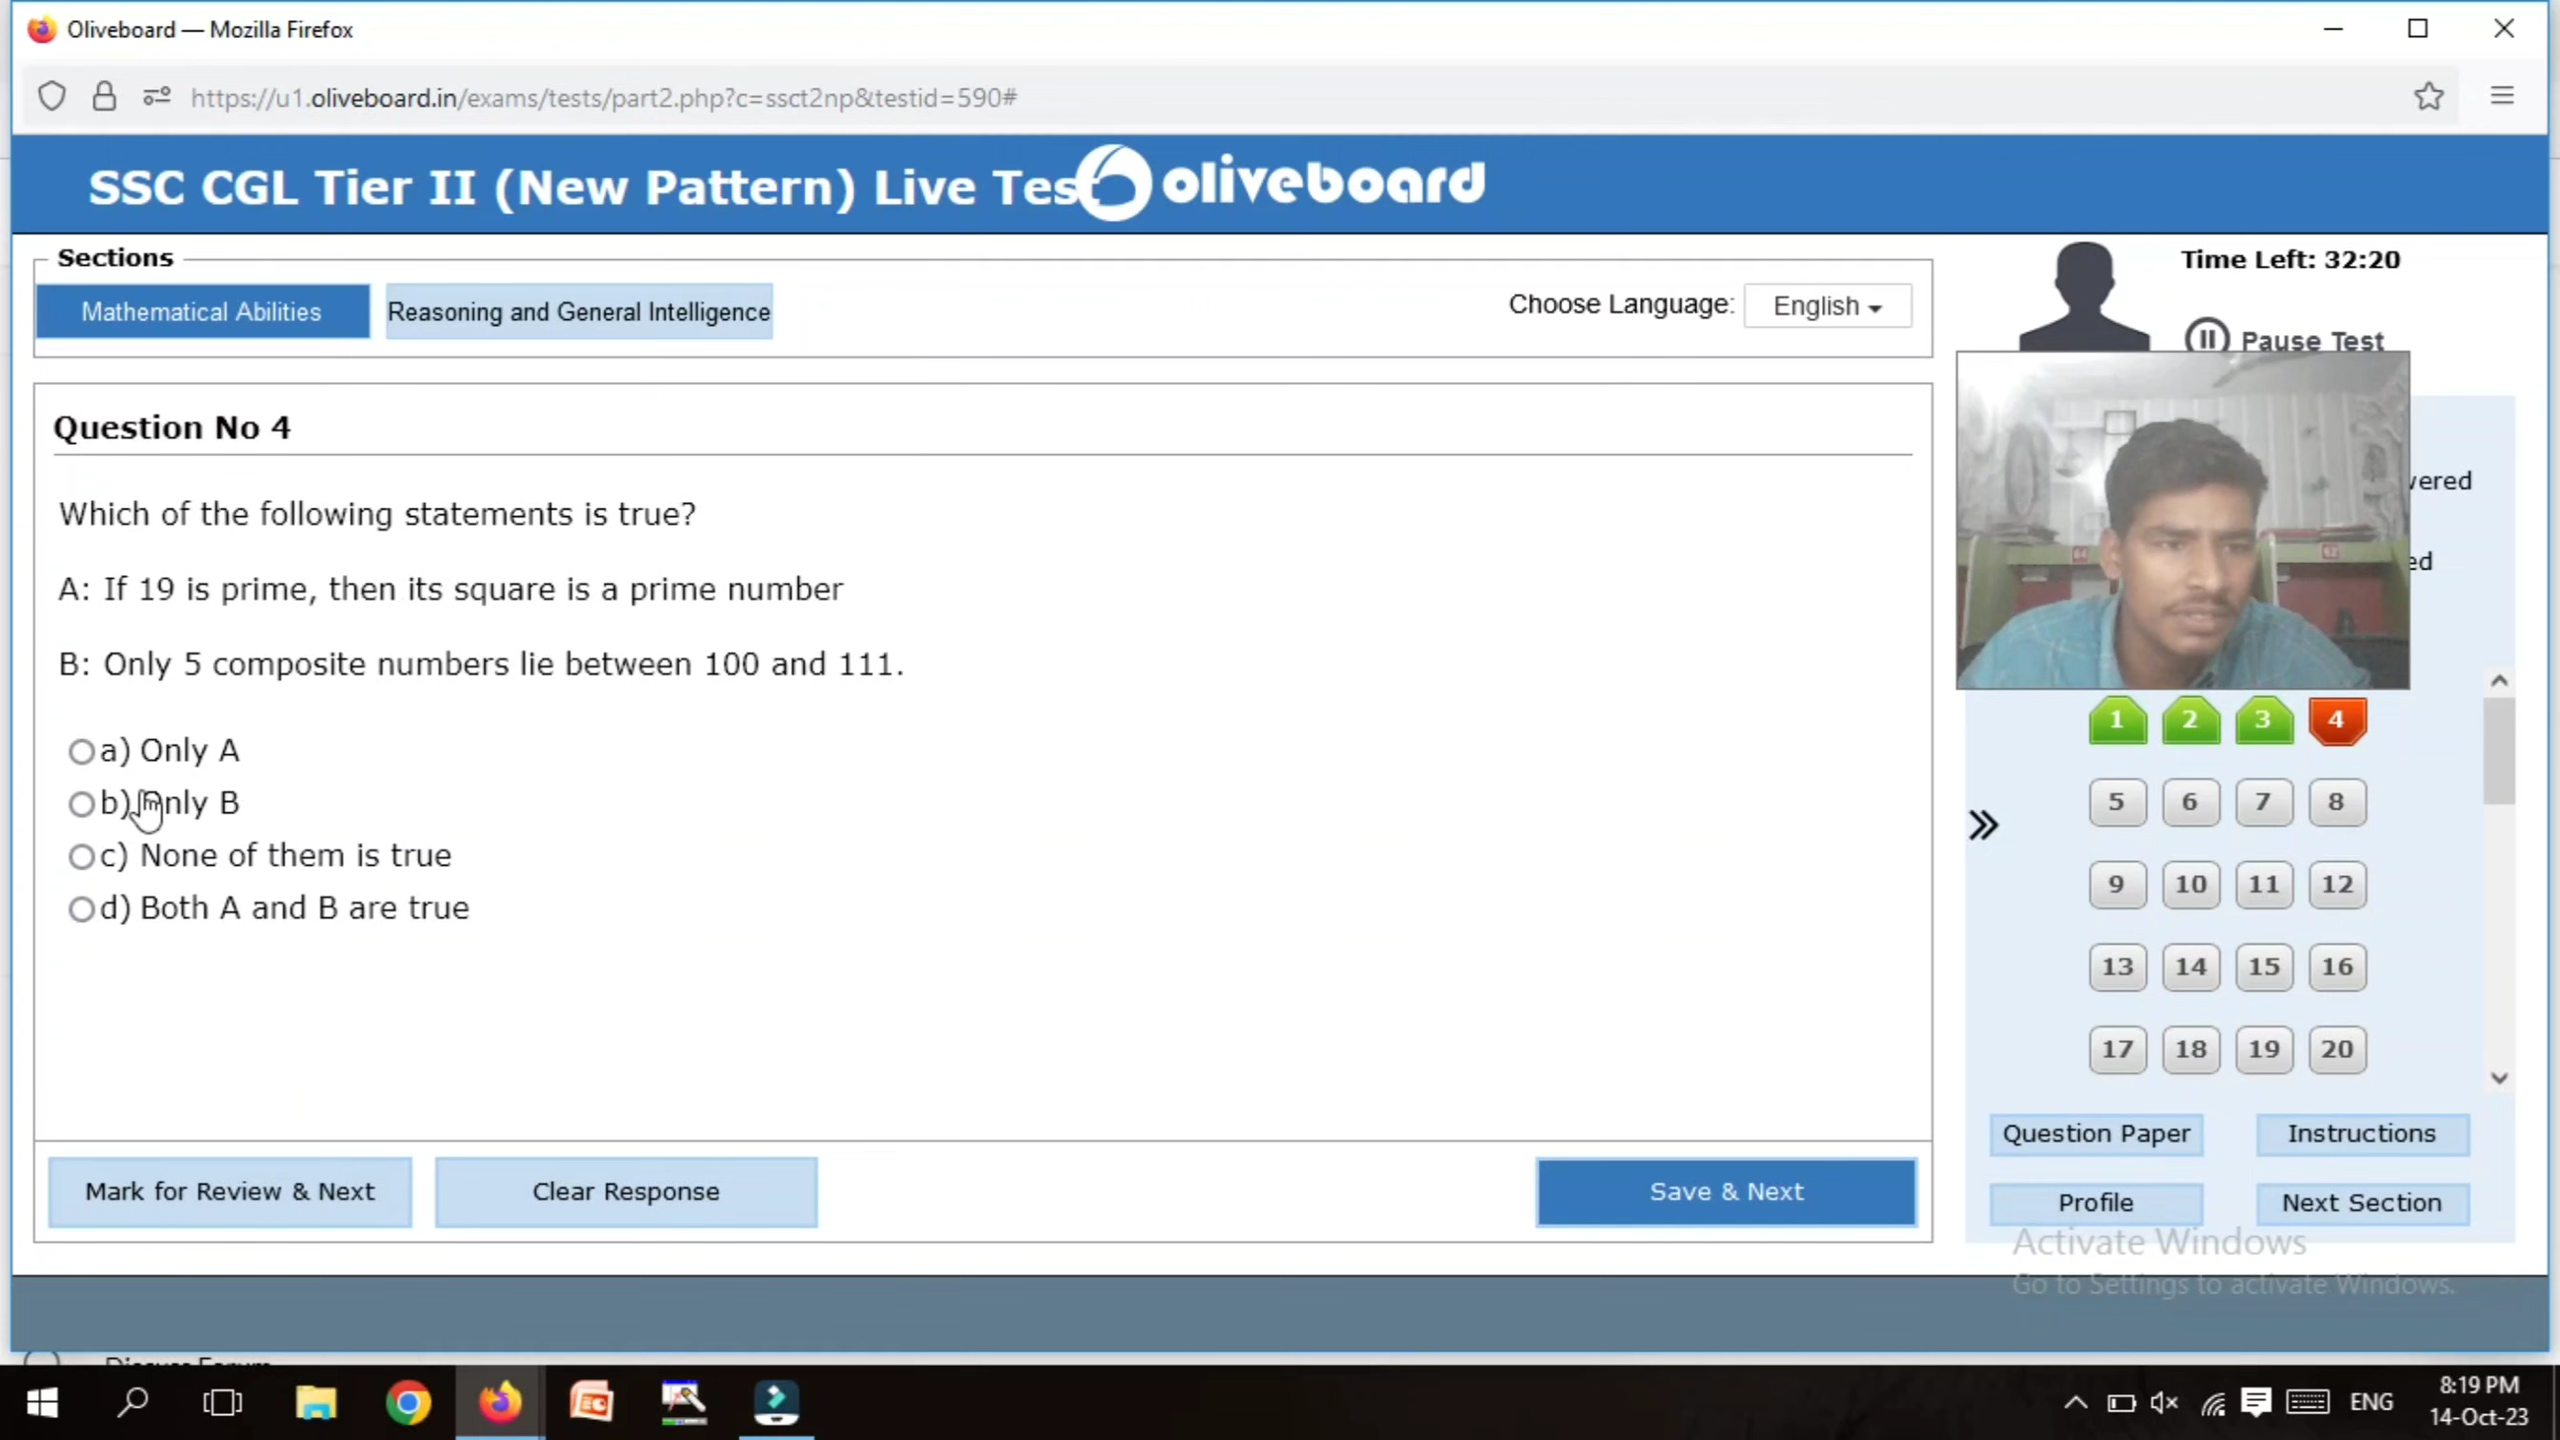 Oliveboard — Mozilla Firefox
https://u1.oliveboard.in/exams/tests/part2.php?c=ssct2np&testid=590#
SSC CGL Tier II (New Pattern) Live Tes
oliveboard
Sections
Mathematical Abilities
Reasoning and General Intelligence
Choose Language:
English
Time Left: 32:20
Pause Test
Question No 4
Which of the following statements is true?
A: If 19 is prime, then its square is a prime number
B: Only 5 composite numbers lie between 100 and 111.
a) Only A
b) Only B
c) None of them is true
d) Both A and B are true
1 2 3 4
5 6 7 8
9 10 11 12
13 14 15 16
17 18 19 20
Question Paper
Instructions
Profile
Next Section
Mark for Review & Next
Clear Response
Save & Next
Activate Windows
Go to Settings to activate Windows.
ENG
8:19 PM
14-Oct-23